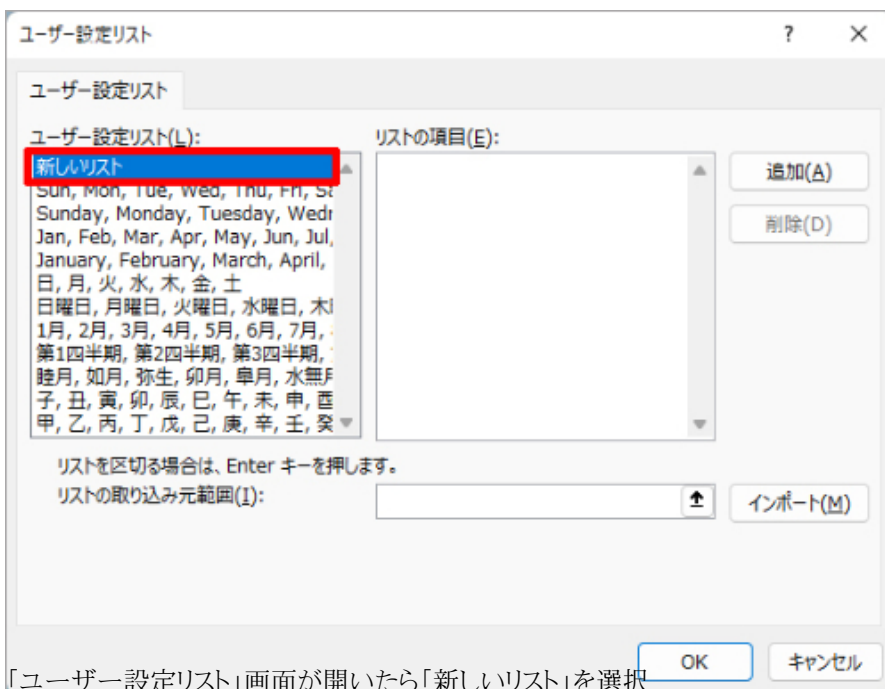 ユーザー設定リスト
? ×
ユーザー設定リスト
ユーザー設定リスト(L):
リストの項目(E):
新しいリスト
追加(A)
Sun, Mon, Tue, Wed, Thu, Fri, Sa
Sunday, Monday, Tuesday, Wedn
削除(D)
Jan, Feb, Mar, Apr, May, Jun, Jul,
January, February, March, April,
日, 月, 火, 水, 木, 金, 土
日曜日, 月曜日, 火曜日, 水曜日, 木
1月, 2月, 3月, 4月, 5月, 6月, 7月,
第1四半期, 第2四半期, 第3四半期,
睦月, 如月, 弥生, 卯月, 皐月, 水無
子, 丑, 寅, 卯, 辰, 巳, 午, 未, 申, 酉
甲, 乙, 丙, 丁, 戊, 己, 庚, 辛, 壬, 癸
リストを区切る場合は、Enter キーを押します。
リストの取り込み元範囲(I):
インポート(M)
OK
キャンセル
「ユーザー設定リスト」画面が開いたら「新しいリスト」を選択